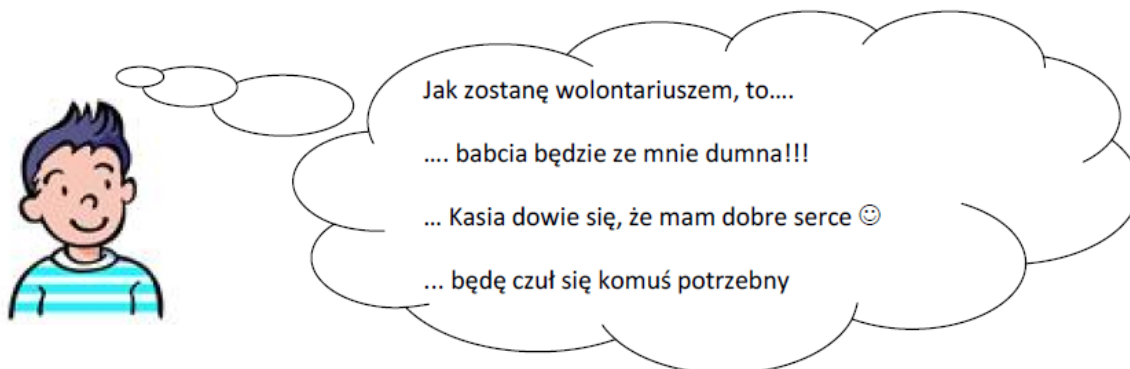 Jak zostanę wolontariuszem, to….
…. babcia będzie ze mnie dumna!!!
… Kasia dowie się, że mam dobre serce ☺
... będę czuł się komuś potrzebny